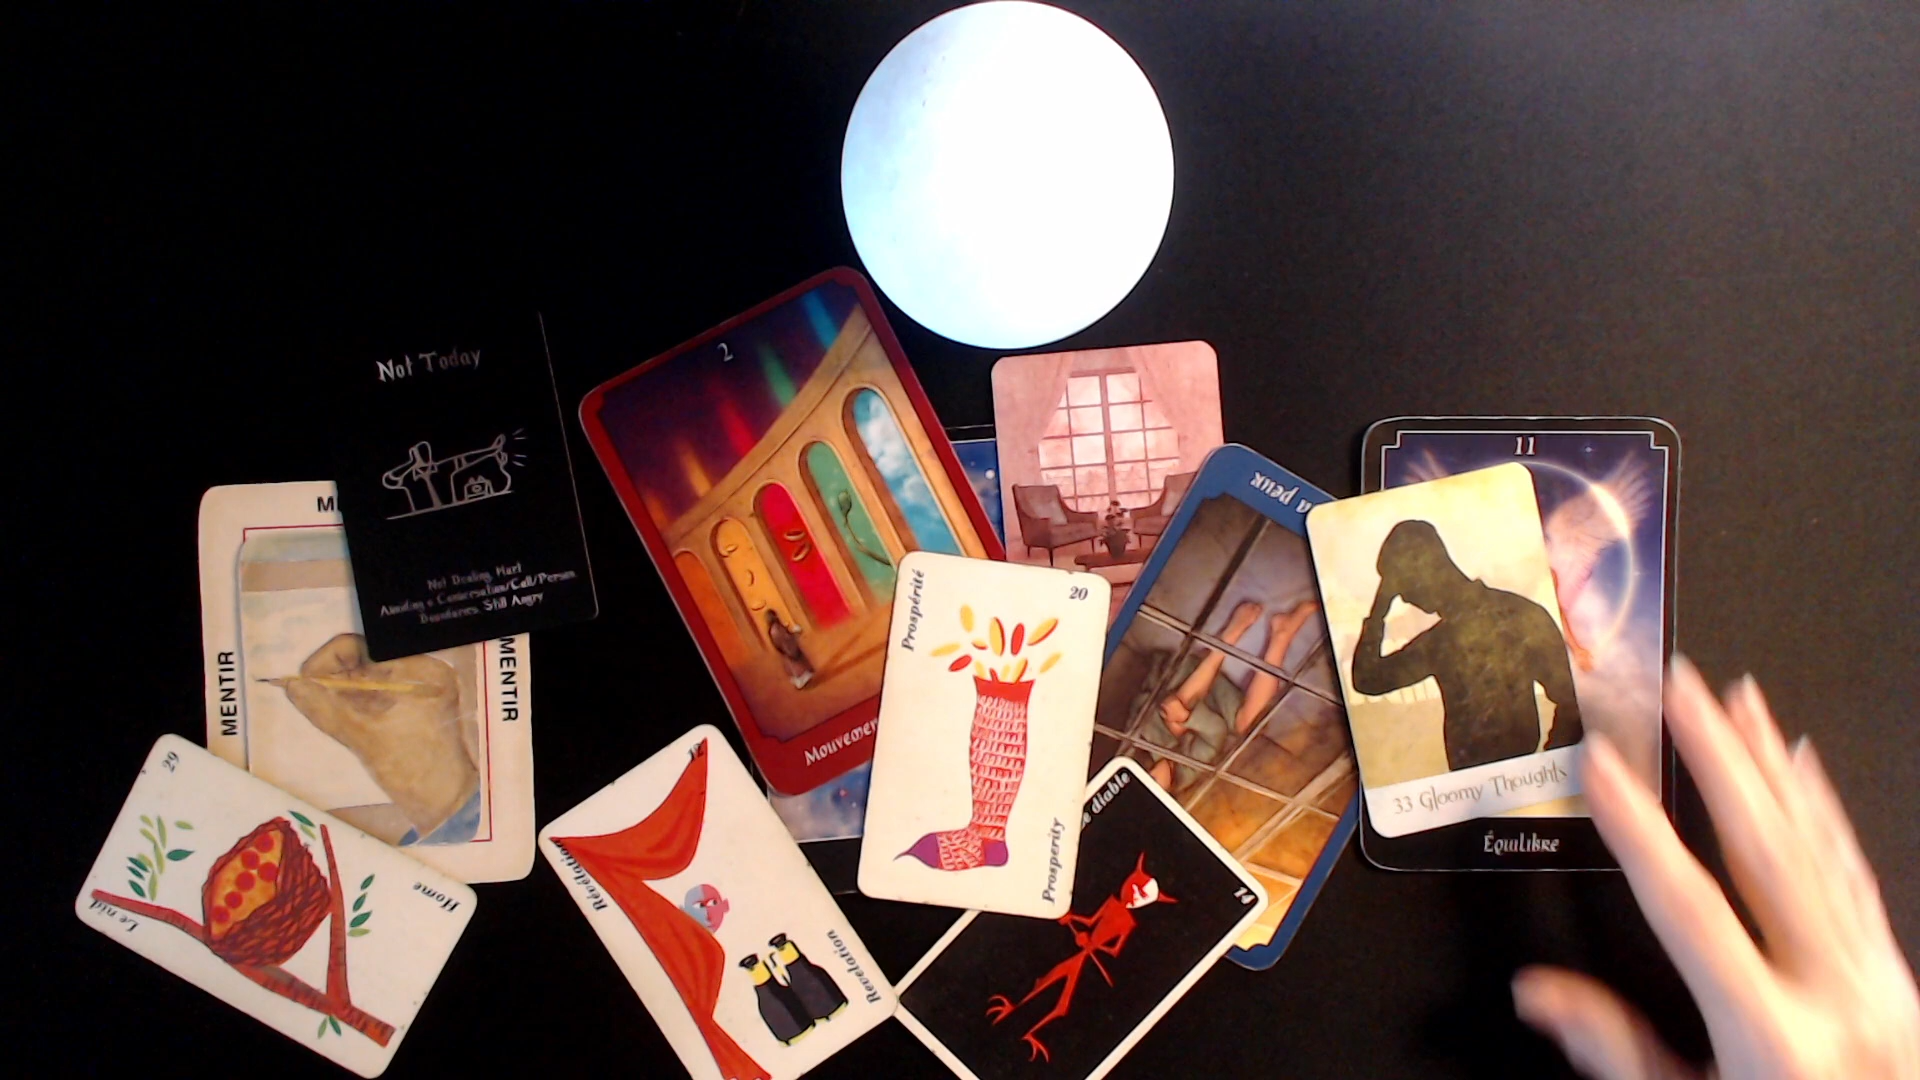 Not Today
Not Dealing, Hurt
Avoiding a Conversation/Call/Person
Boundaries, Still Angry
MENTIR
MENTIR
29
Le nid
Home
2
12
Révélation
Revelation
20
Prospérité
Prosperity
a peur
e diable
14
11
33 Gloomy Thoughts
Équilibre